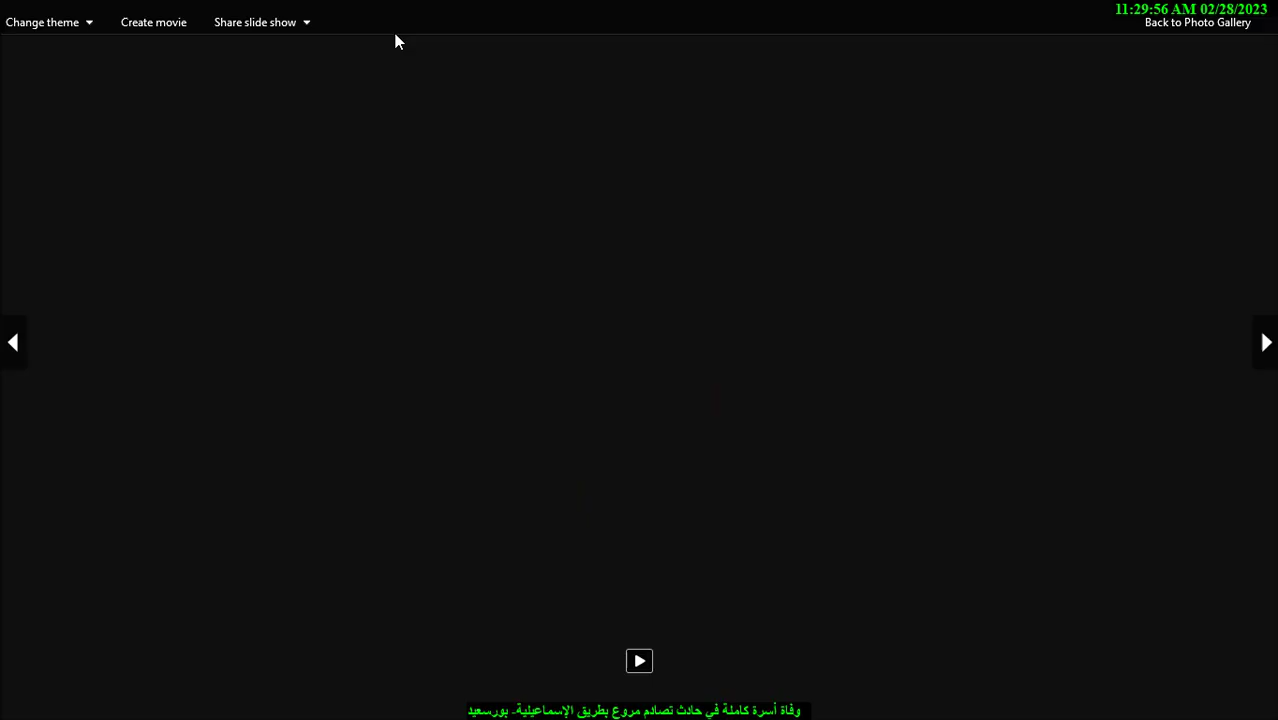 11:29:56 AM 02/28/2023
Change theme Create movie Share slide show Back to Photo Gallery
وفاة أسرة كاملة في حادث تصادم مروع بطريق الإسماعيلية- بورسعيد